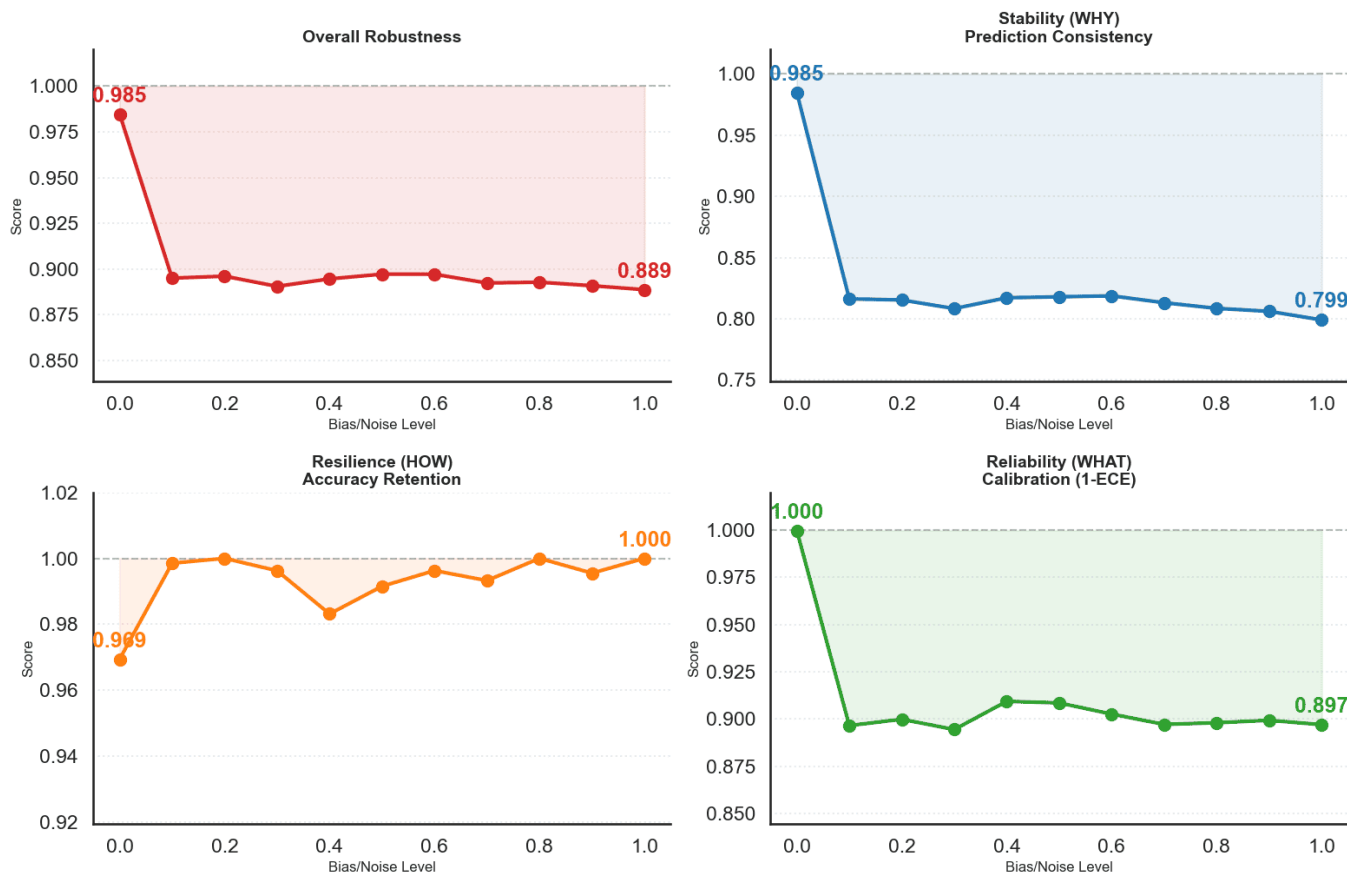 Overall Robustness
Score
1.000
0.975
0.950
0.925
0.900
0.875
0.850
0.985
0.889
0.0 0.2 0.4 0.6 0.8 1.0
Bias/Noise Level
Stability (WHY)
Prediction Consistency
Score
1.00
0.95
0.90
0.85
0.80
0.75
0.985
0.799
0.0 0.2 0.4 0.6 0.8 1.0
Bias/Noise Level
Resilience (HOW)
Accuracy Retention
Score
1.02
1.00
0.98
0.96
0.94
0.92
0.969
1.000
0.0 0.2 0.4 0.6 0.8 1.0
Bias/Noise Level
Reliability (WHAT)
Calibration (1-ECE)
Score
1.000
0.975
0.950
0.925
0.900
0.875
0.850
1.000
0.897
0.0 0.2 0.4 0.6 0.8 1.0
Bias/Noise Level